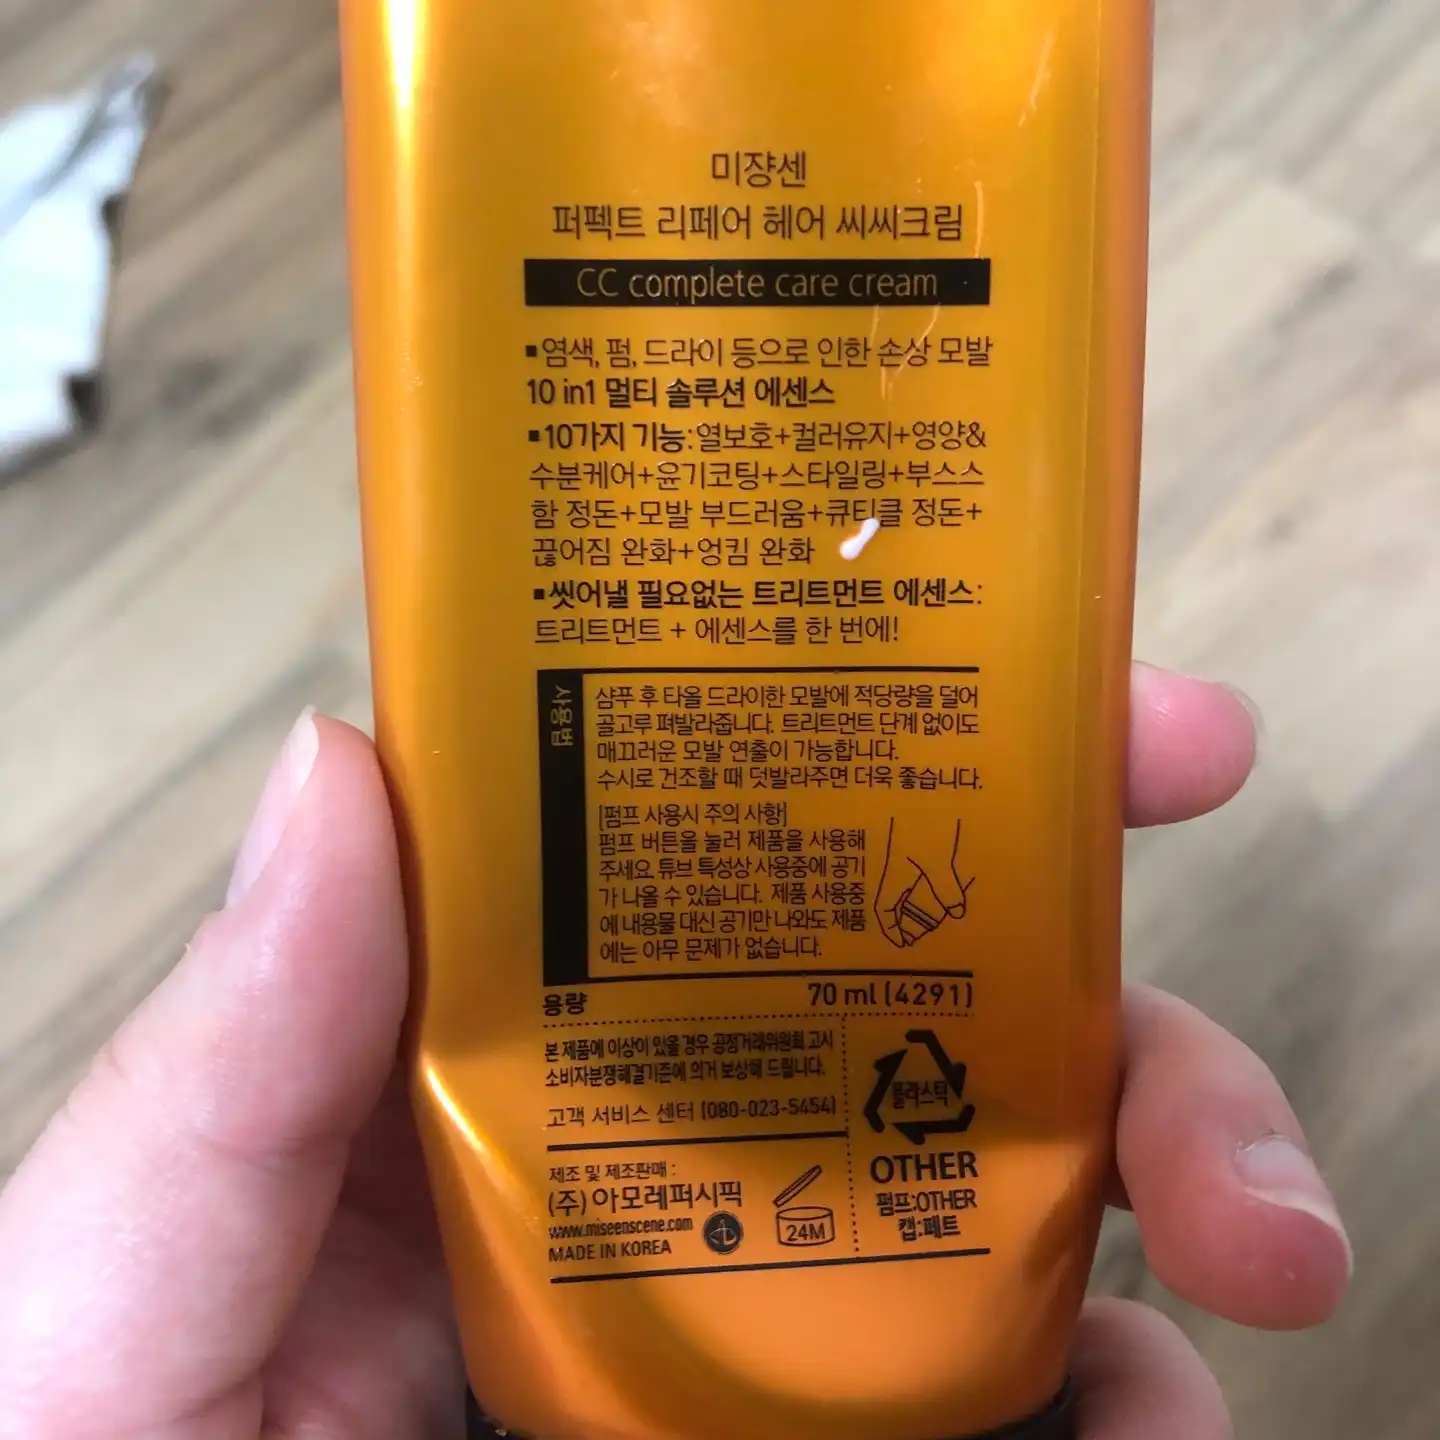 미쟝센
퍼펙트 리페어 헤어 씨씨크림
CC complete care cream
▪염색, 펌, 드라이 등으로 인한 손상 모발
10 in1 멀티 솔루션 에센스
▪10가지 기능:열보호+컬러유지+영양&
수분케어+윤기코팅+스타일링+부스스
함 정돈+모발 부드러움+큐티클 정돈+
끊어짐 완화+엉킴 완화
▪씻어낼 필요없는 트리트먼트 에센스:
트리트먼트 + 에센스를 한 번에!
사용법
샴푸 후 타올 드라이한 모발에 적당량을 덜어
골고루 펴발라줍니다. 트리트먼트 단계 없이도
매끄러운 모발 연출이 가능합니다.
수시로 건조할 때 덧발라주면 더욱 좋습니다.
[펌프 사용시 주의 사항]
펌프 버튼을 눌러 제품을 사용해
주세요. 튜브 특성상 사용중에 공기
가 나올 수 있습니다. 제품 사용중
에 내용물 대신 공기만 나와도 제품
에는 아무 문제가 없습니다.
용량 70 ml (4291)
본 제품에 이상이 있을 경우 공정거래위원회 고시
소비자분쟁해결기준에 의거 보상해 드립니다.
고객 서비스 센터 (080-023-5454)
제조 및 제조판매 :
(주) 아모레퍼시픽
www.miseenscene.com
MADE IN KOREA
24M
플라스틱
OTHER
펌프:OTHER
캡:페트